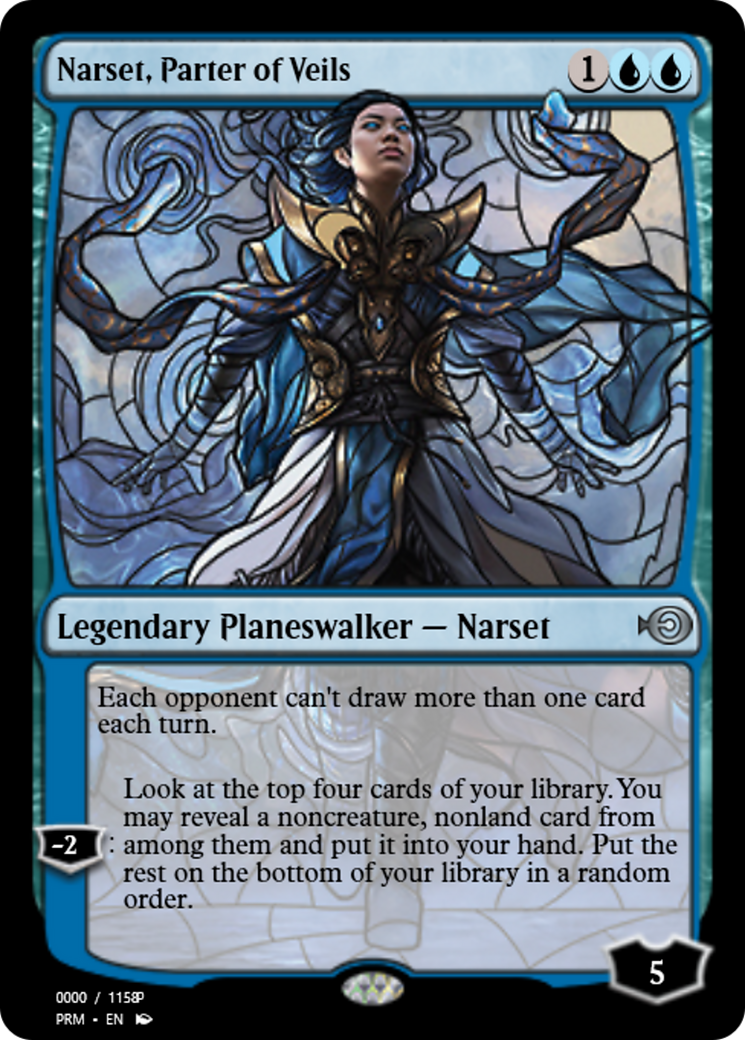 Narset, Parter of Veils 1
Legendary Planeswalker — Narset
Each opponent can't draw more than one card
each turn.
Look at the top four cards of your library. You
may reveal a noncreature, nonland card from
-2 : among them and put it into your hand. Put the
rest on the bottom of your library in a random
order.
5
0000 / 1158P
PRM • EN